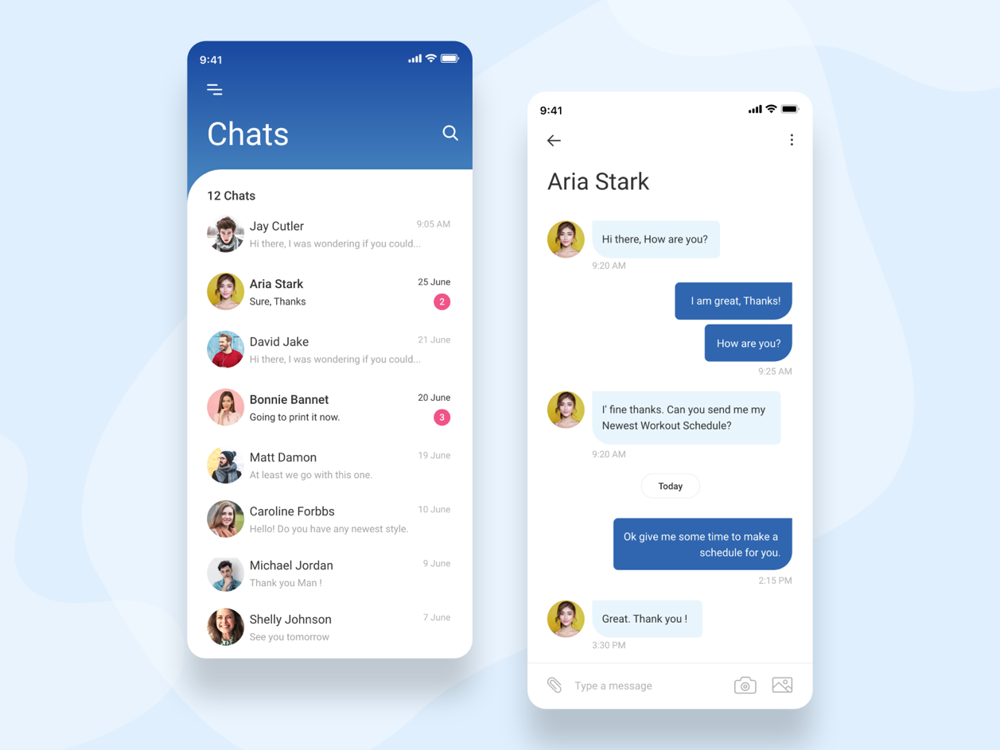 9:41
Chats
12 Chats
Jay Cutler
9:05 AM
Hi there, I was wondering if you could...
Aria Stark
25 June
Sure, Thanks
2
David Jake
21 June
Hi there, I was wondering if you could...
Bonnie Bannet
20 June
Going to print it now.
3
Matt Damon
19 June
At least we go with this one.
Caroline Forbbs
10 June
Hello! Do you have any newest style.
Michael Jordan
9 June
Thank you Man !
Shelly Johnson
7 June
See you tomorrow
9:41
Aria Stark
Hi there, How are you?
9:20 AM
I am great, Thanks!
How are you?
9:25 AM
I' fine thanks. Can you send me my
Newest Workout Schedule?
9:20 AM
Today
Ok give me some time to make a
schedule for you.
2:15 PM
Great. Thank you !
3:30 PM
Type a message